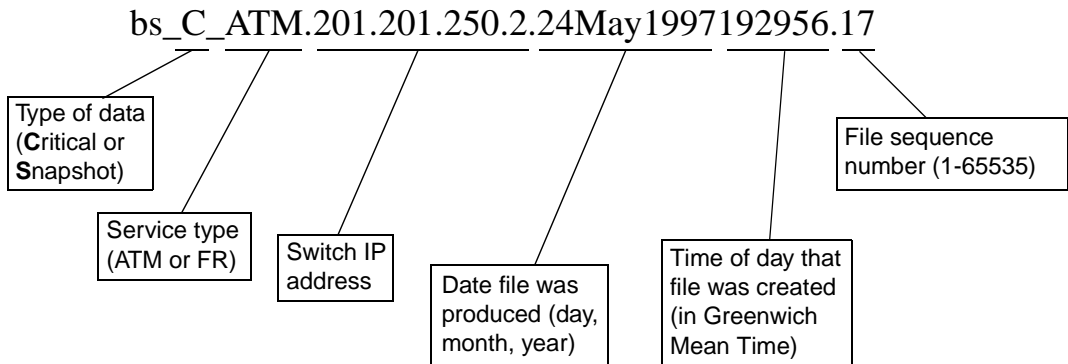 bs_C_ATM.201.201.250.2.24May1997192956.17
Type of data
(Critical or
Snapshot)
Service type
(ATM or FR)
Switch IP
address
Date file was
produced (day,
month, year)
Time of day that
file was created
(in Greenwich
Mean Time)
File sequence
number (1-65535)